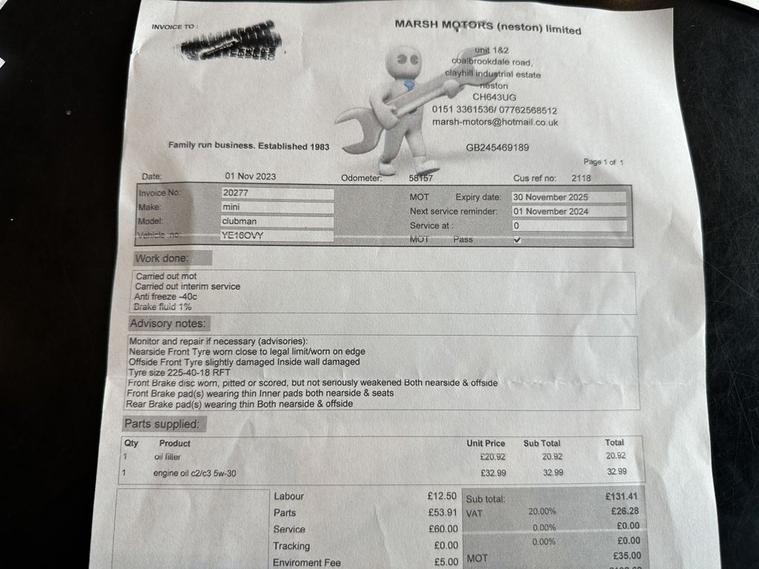 INVOICE TO :
MARSH MOTORS (neston) limited
unit 1&2
coalbrookdale road,
clayhill industrial estate
neston
CH643UG
0151 3361536/ 07762568512
marsh-motors@hotmail.co.uk
Family run business. Established 1983
GB245469189
Page 1 of 1
Date: 01 Nov 2023 Odometer: 58157 Cus ref no: 2118
Invoice No: 20277 MOT Expiry date: 30 November 2025
Make: mini Next service reminder: 01 November 2024
Model: clubman Service at : 0
Vehicle no: YE16OVY MOT Pass ✓
Work done:
Carried out mot
Carried out interim service
Anti freeze -40c
Brake fluid 1%
Advisory notes:
Monitor and repair if necessary (advisories):
Nearside Front Tyre worn close to legal limit/worn on edge
Offside Front Tyre slightly damaged Inside wall damaged
Tyre size 225-40-18 RFT
Front Brake disc worn, pitted or scored, but not seriously weakened Both nearside & offside
Front Brake pad(s) wearing thin Inner pads both nearside & seats
Rear Brake pad(s) wearing thin Both nearside & offside
Parts supplied:
Qty Product Unit Price Sub Total Total
1 oil filler £20.92 20.92 20.92
1 engine oil c2/c3 5w-30 £32.99 32.99 32.99
Labour £12.50 Sub total: £131.41
Parts £53.91 VAT 20.00% £26.28
Service £60.00 0.00% £0.00
Tracking £0.00 0.00% £0.00
Enviroment Fee £5.00 MOT £35.00